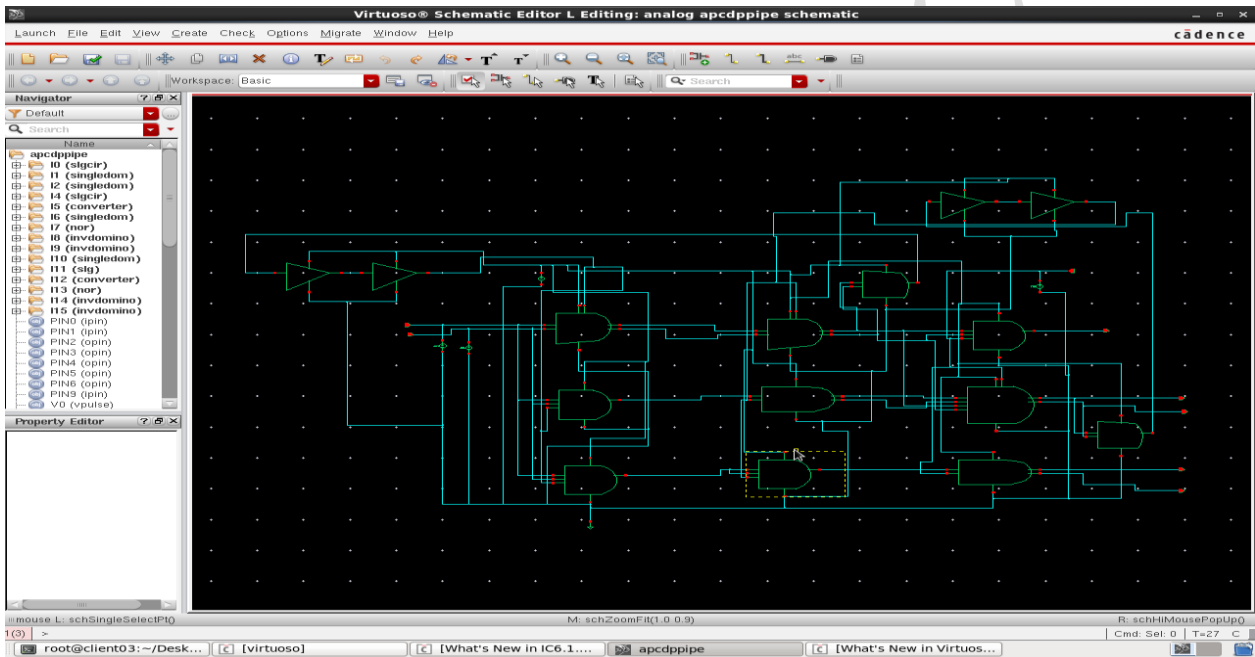 Virtuoso® Schematic Editor L Editing: analog apcdppipe schematic
Launch File Edit View Create Check Options Migrate Window Help
cādence
Workspace: Basic
Search
Navigator
Default
Search
Name
apcdppipe
I0 (slgcir)
I1 (singledom)
I2 (singledom)
I4 (slgcir)
I5 (converter)
I6 (singledom)
I7 (nor)
I8 (invdomino)
I9 (invdomino)
I10 (singledom)
I11 (slg)
I12 (converter)
I13 (nor)
I14 (invdomino)
I15 (invdomino)
PIN0 (ipin)
PIN1 (ipin)
PIN2 (opin)
PIN3 (opin)
PIN4 (opin)
PIN5 (opin)
PIN6 (opin)
PIN9 (ipin)
V0 (vpulse)
Property Editor
mouse L: schSingleSelectPt()
M: schZoomFit(1.0 0.9)
R: schHiMousePopUp()
1(3) >
Cmd: Sel: 0 T=27 C
root@client03:~/Desk... [virtuoso] [What's New in IC6.1.... apcdppipe [What's New in Virtuos...